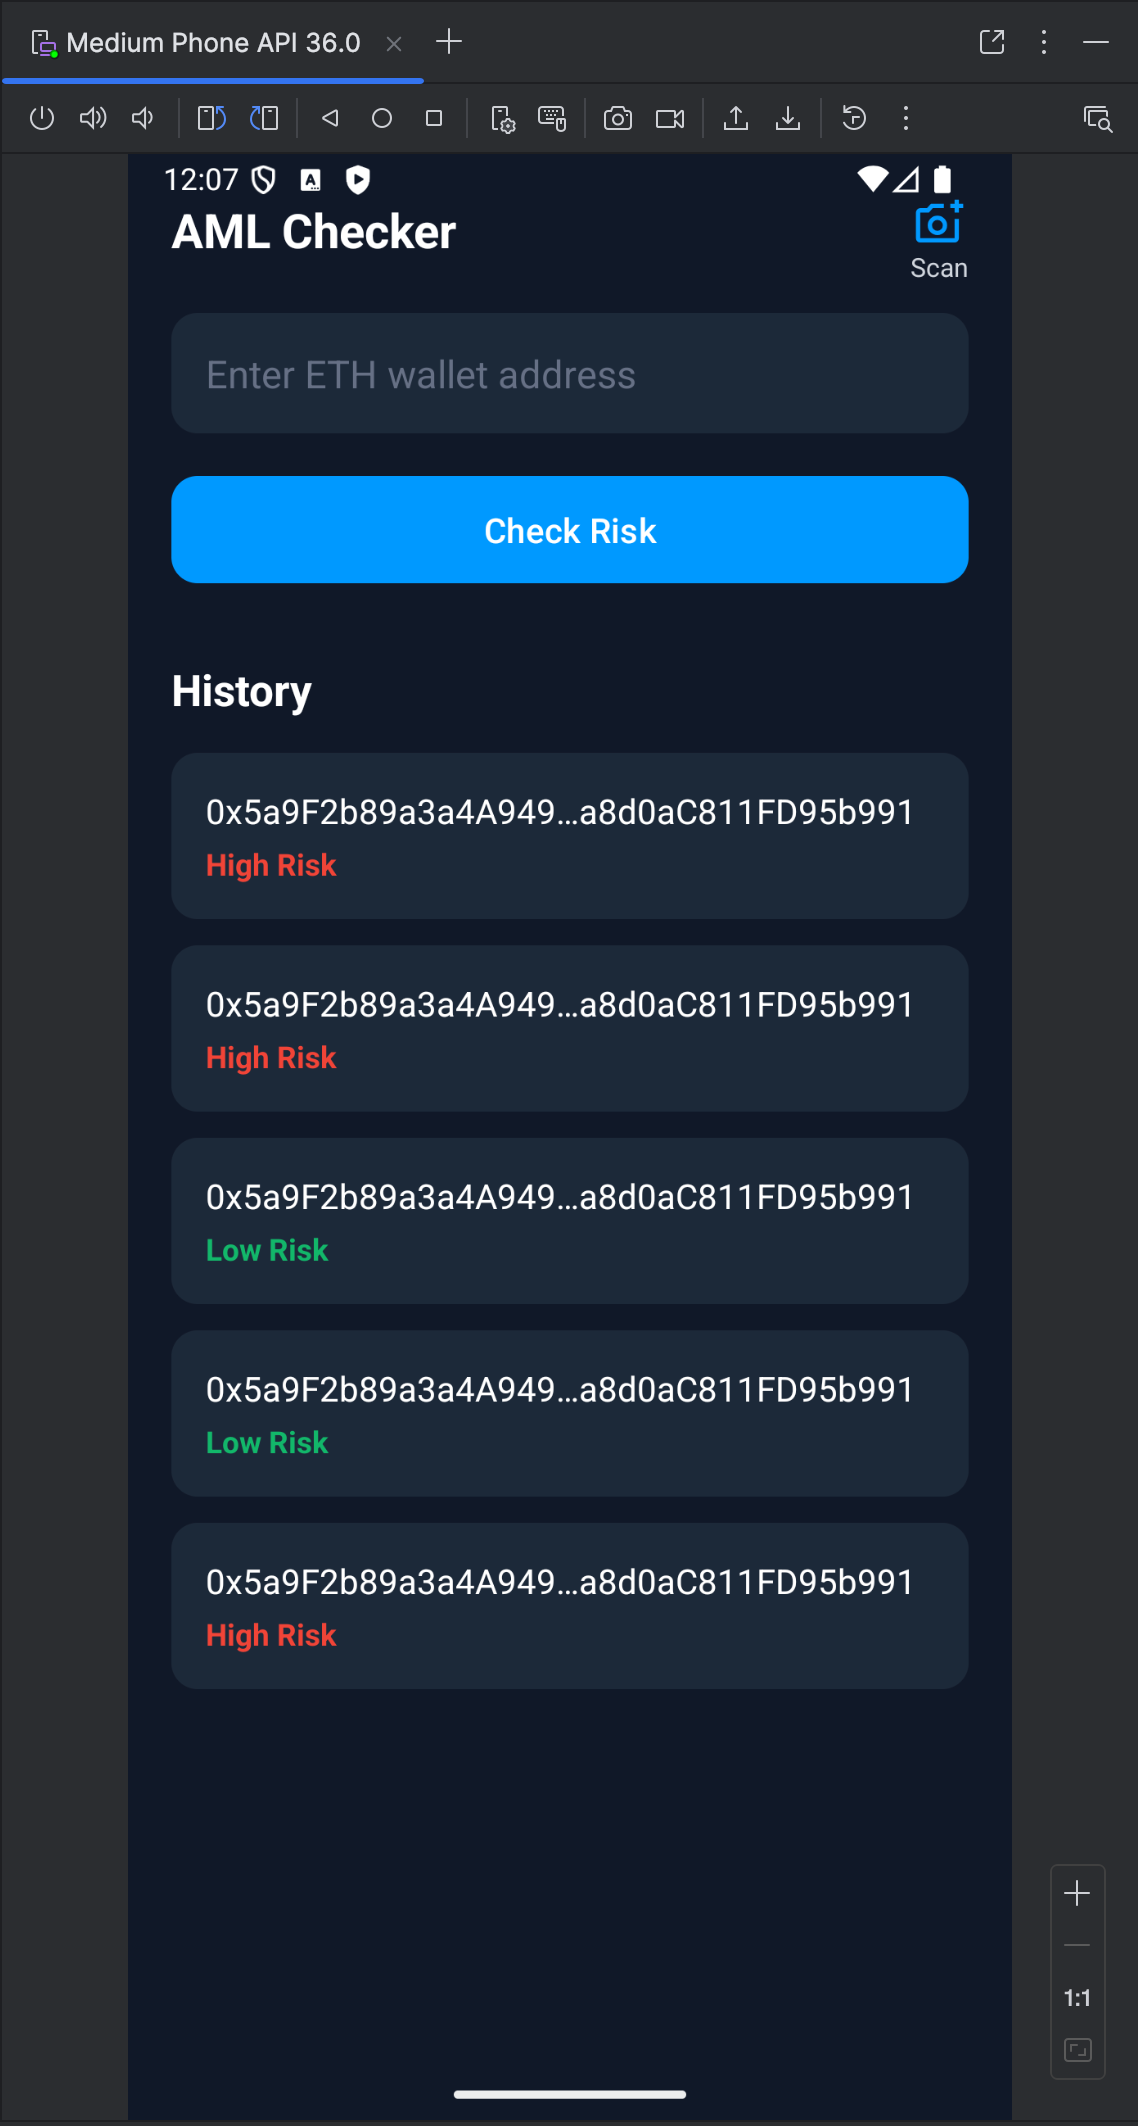 Medium Phone API 36.0
12:07
A
AML Checker
Scan
Enter ETH wallet address
Check Risk
History
0x5a9F2b89a3a4A949...a8d0aC811FD95b991
High Risk
0x5a9F2b89a3a4A949...a8d0aC811FD95b991
High Risk
0x5a9F2b89a3a4A949...a8d0aC811FD95b991
Low Risk
0x5a9F2b89a3a4A949...a8d0aC811FD95b991
Low Risk
0x5a9F2b89a3a4A949...a8d0aC811FD95b991
High Risk
1:1